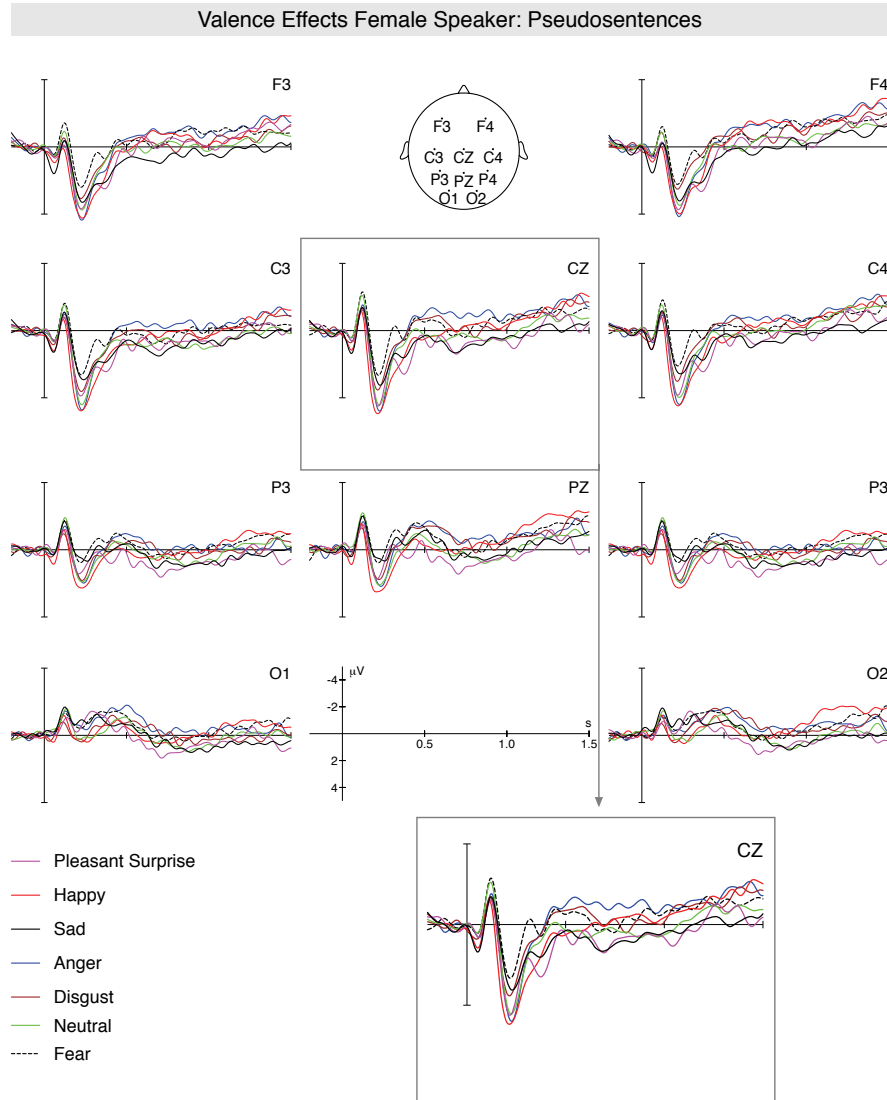 Valence Effects Female Speaker: Pseudosentences
F3
F4
F3 F4
C3 CZ C4
P3 PZ P4
O1 O2
C3
CZ
C4
P3
PZ
P3
O1
µV
-4
-2
s
0.5 1.0 1.5
2
4
O2
CZ
Pleasant Surprise
Happy
Sad
Anger
Disgust
Neutral
Fear